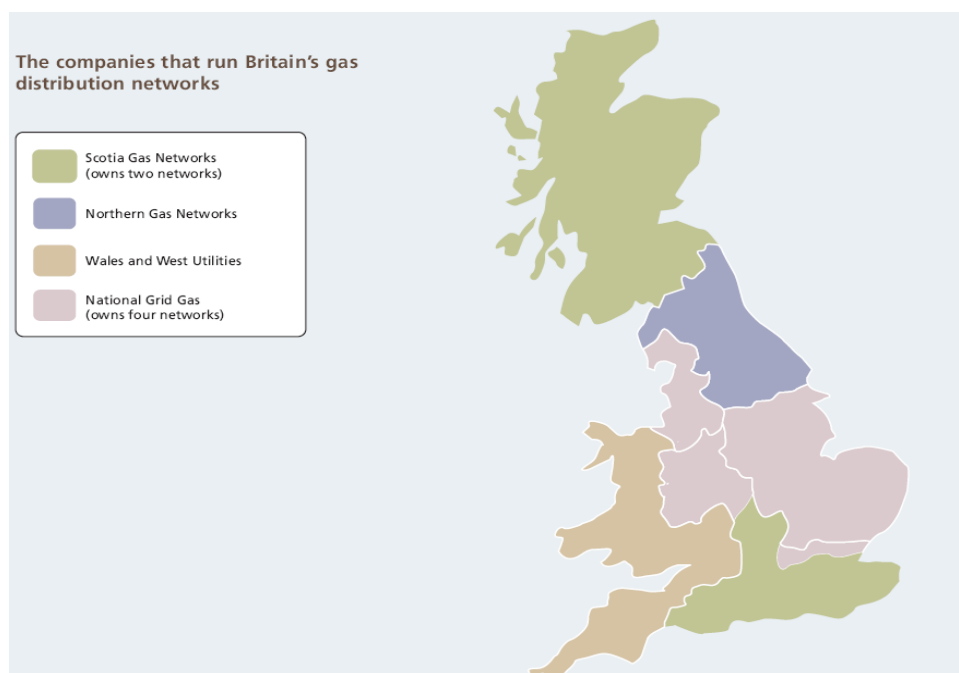 The companies that run Britain's gas
distribution networks
Scotia Gas Networks
(owns two networks)
Northern Gas Networks
Wales and West Utilities
National Grid Gas
(owns four networks)